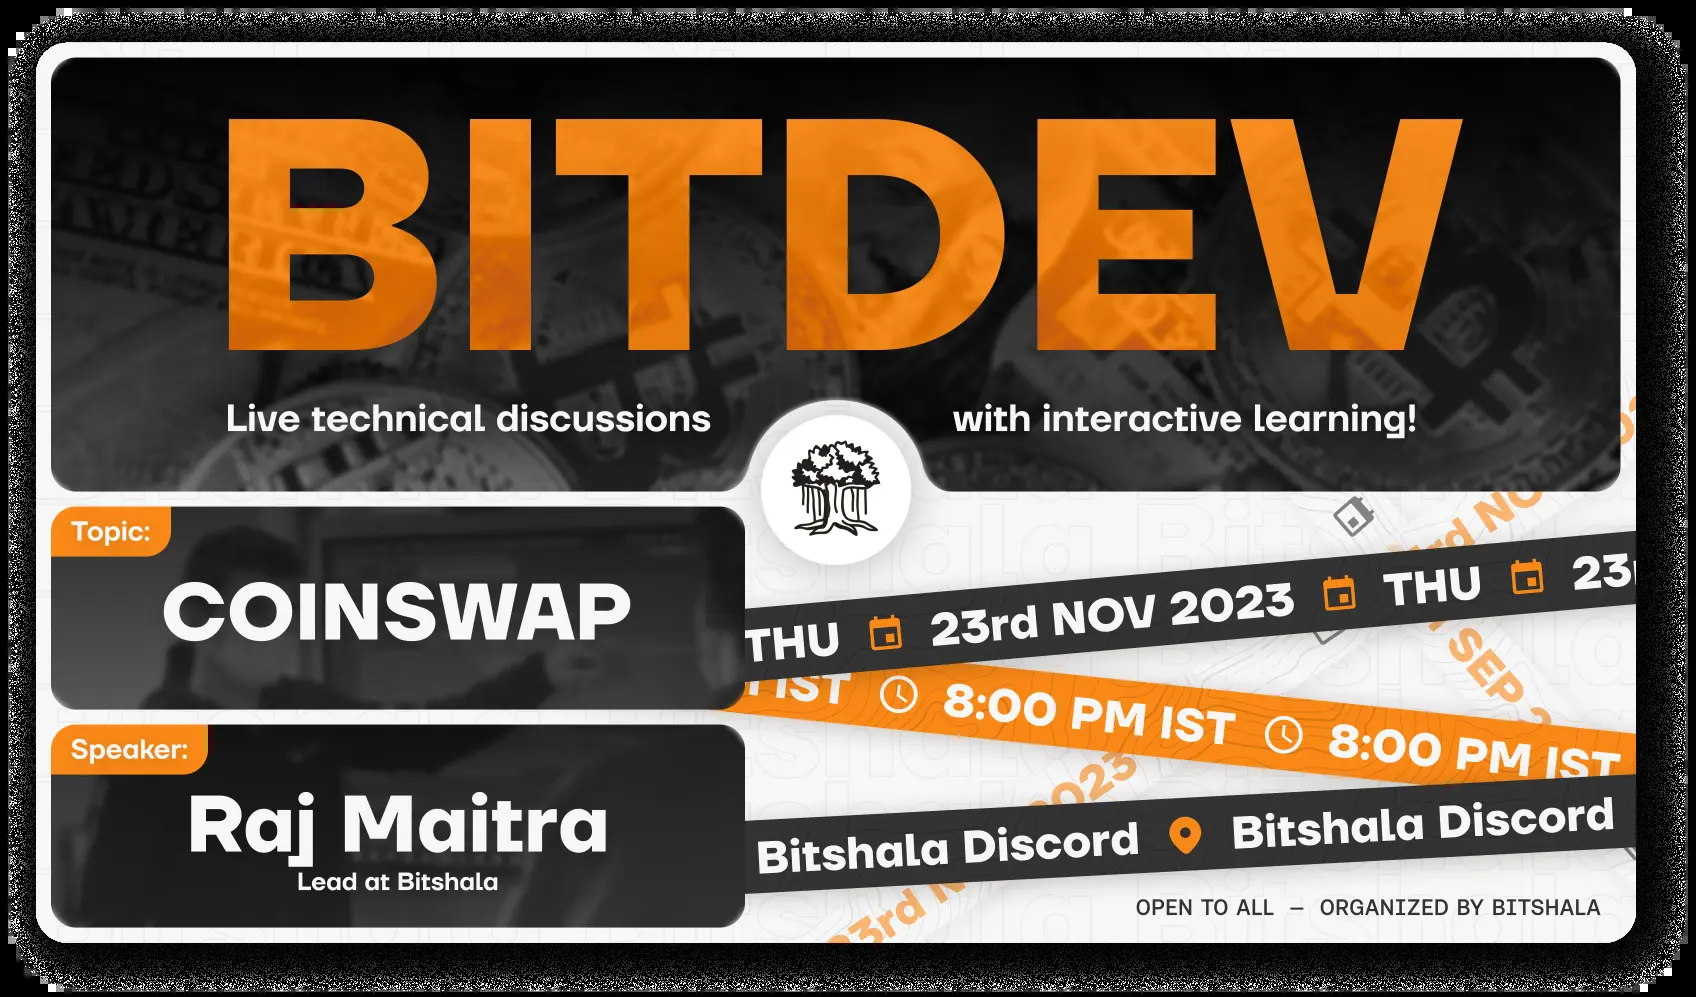 BITDEV
Live technical discussions with interactive learning!
Topic:
COINSWAP
THU 23rd NOV 2023 THU 23r
IST 8:00 PM IST 8:00 PM IST
Speaker:
Raj Maitra
Lead at Bitshala
Bitshala Discord Bitshala Discord
OPEN TO ALL – ORGANIZED BY BITSHALA